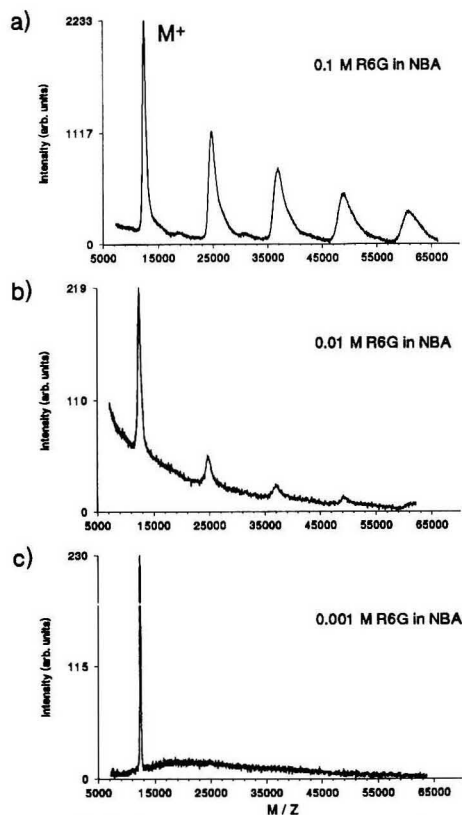 a)
2233
M+
0.1 M R6G in NBA
1117
Intensity (arb. units)
0
5000 15000 25000 35000 45000 55000 65000
b)
219
0.01 M R6G in NBA
110
Intensity (arb. units)
0
5000 15000 25000 35000 45000 55000 65000
c)
230
0.001 M R6G in NBA
115
Intensity (arb. units)
0
5000 15000 25000 35000 45000 55000 65000
M / Z